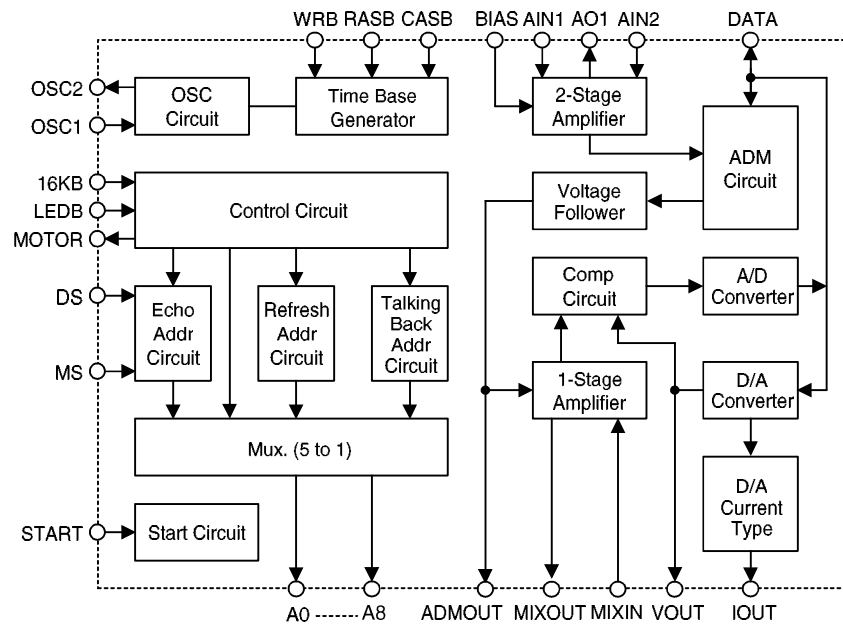 WRB RASB CASB BIAS AIN1 AO1 AIN2 DATA
OSC2
OSC1
OSC
Circuit
Time Base
Generator
2-Stage
Amplifier
ADM
Circuit
16KB
LEDB
MOTOR
Control Circuit
Voltage
Follower
DS
MS
Echo
Addr
Circuit
Refresh
Addr
Circuit
Talking
Back
Addr
Circuit
Comp
Circuit
A/D
Converter
1-Stage
Amplifier
D/A
Converter
Mux. (5 to 1)
D/A
Current
Type
START
Start Circuit
A0 ------ A8 ADMOUT MIXOUT MIXIN VOUT IOUT